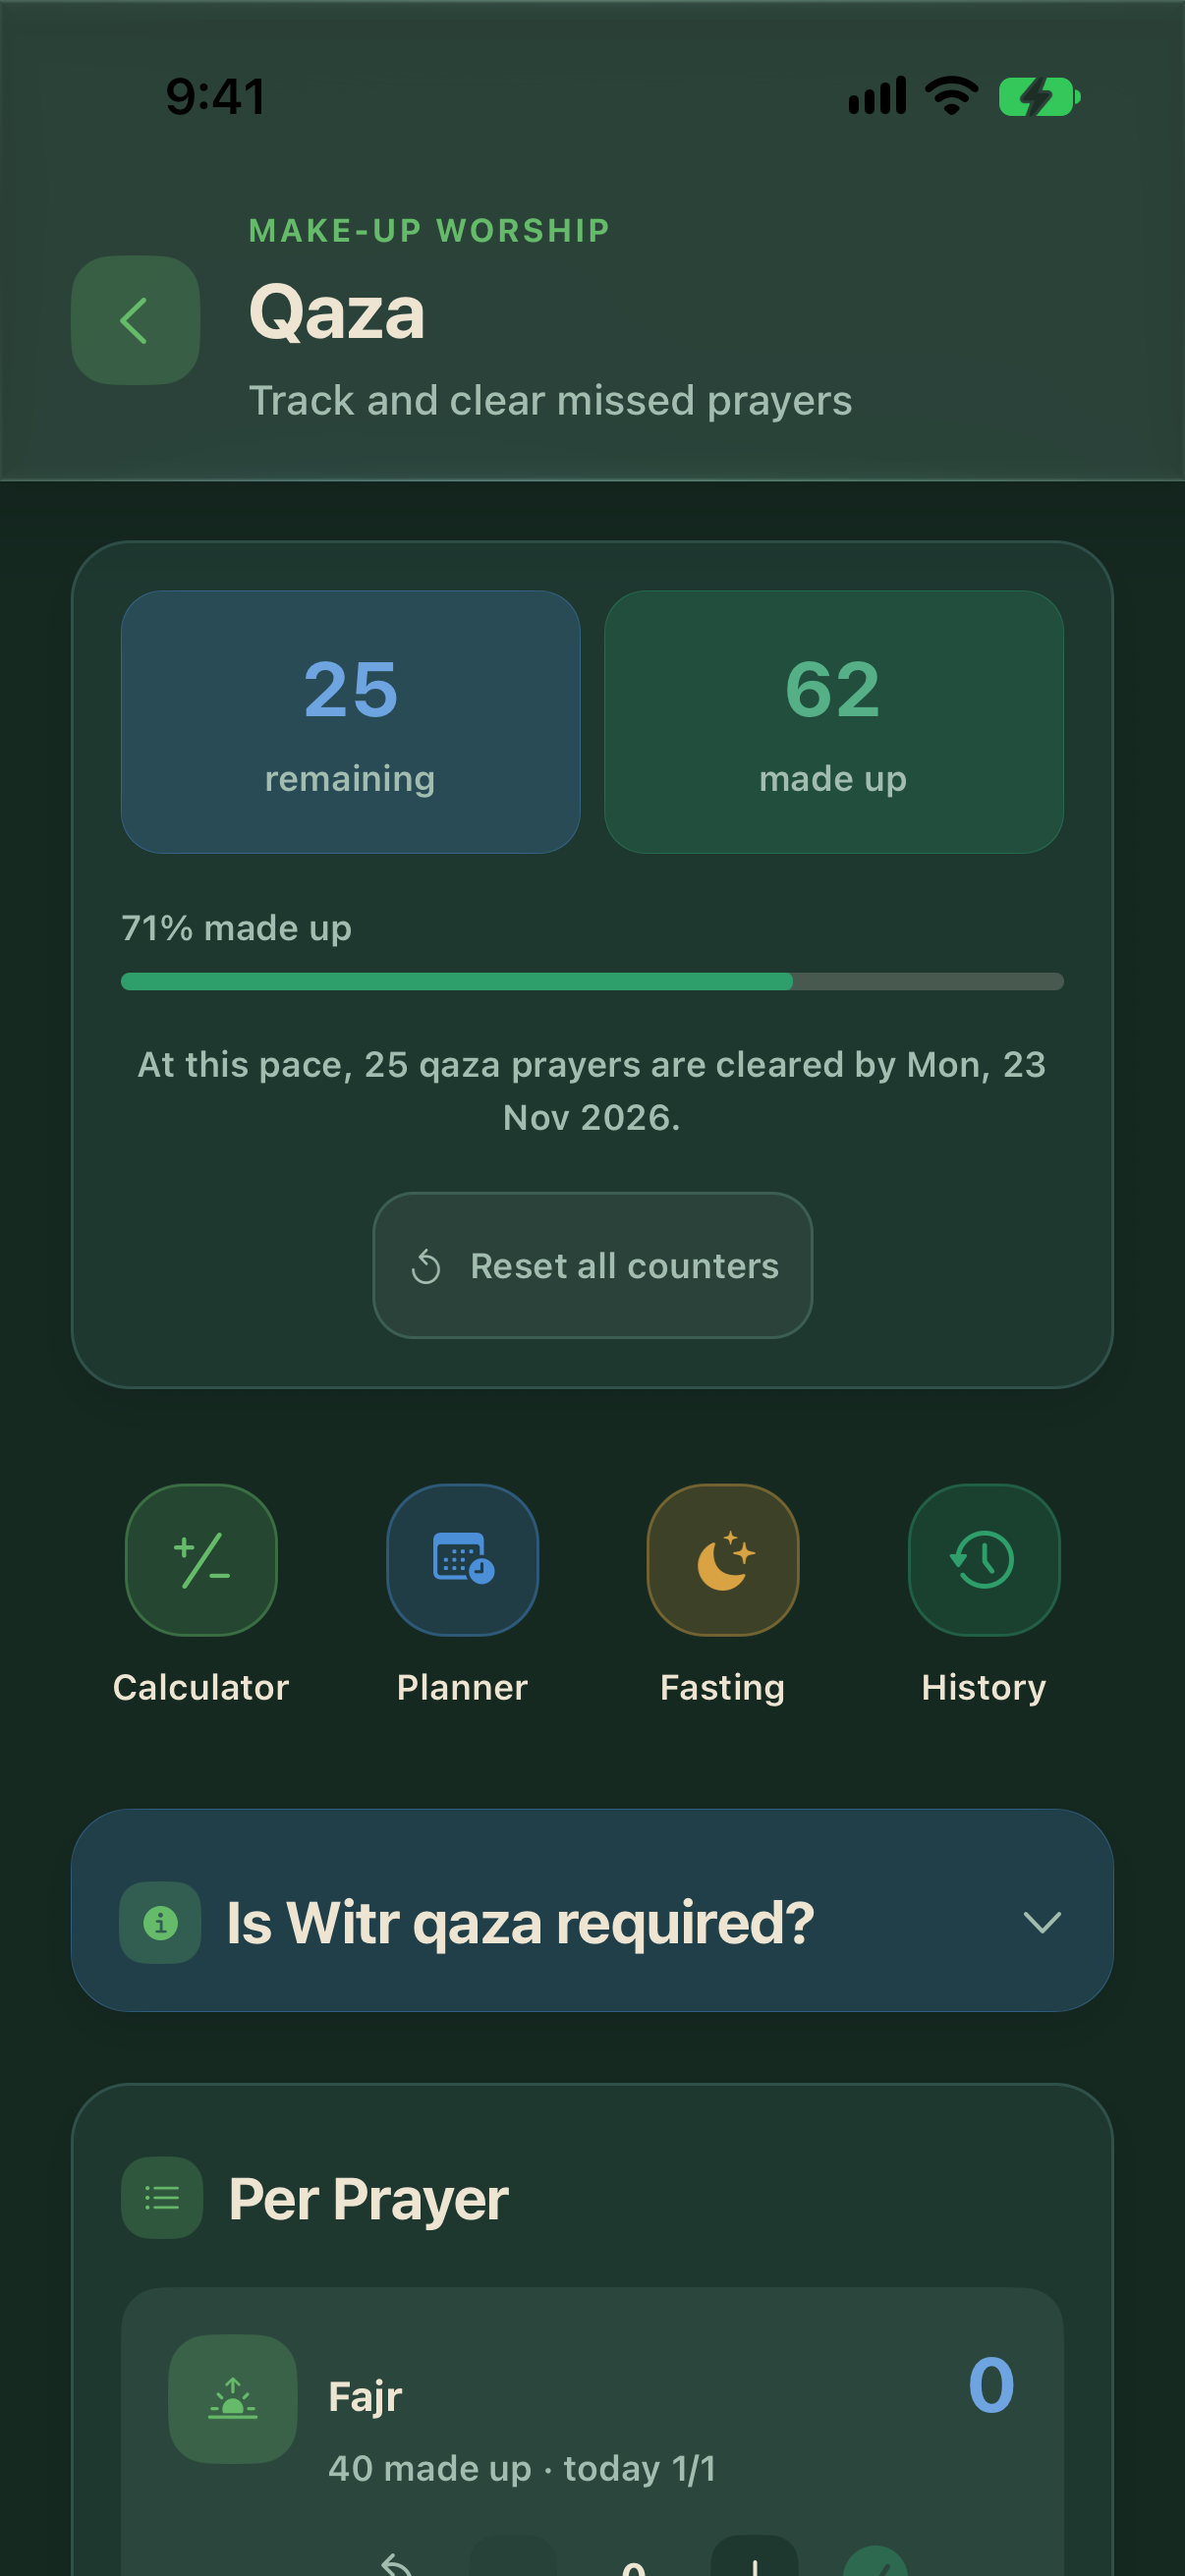 9:41
MAKE-UP WORSHIP
Qaza
Track and clear missed prayers
25
remaining
62
made up
71% made up
At this pace, 25 qaza prayers are cleared by Mon, 23
Nov 2026.
Reset all counters
Calculator
Planner
Fasting
History
Is Witr qaza required?
Per Prayer
Fajr
0
40 made up · today 1/1
0